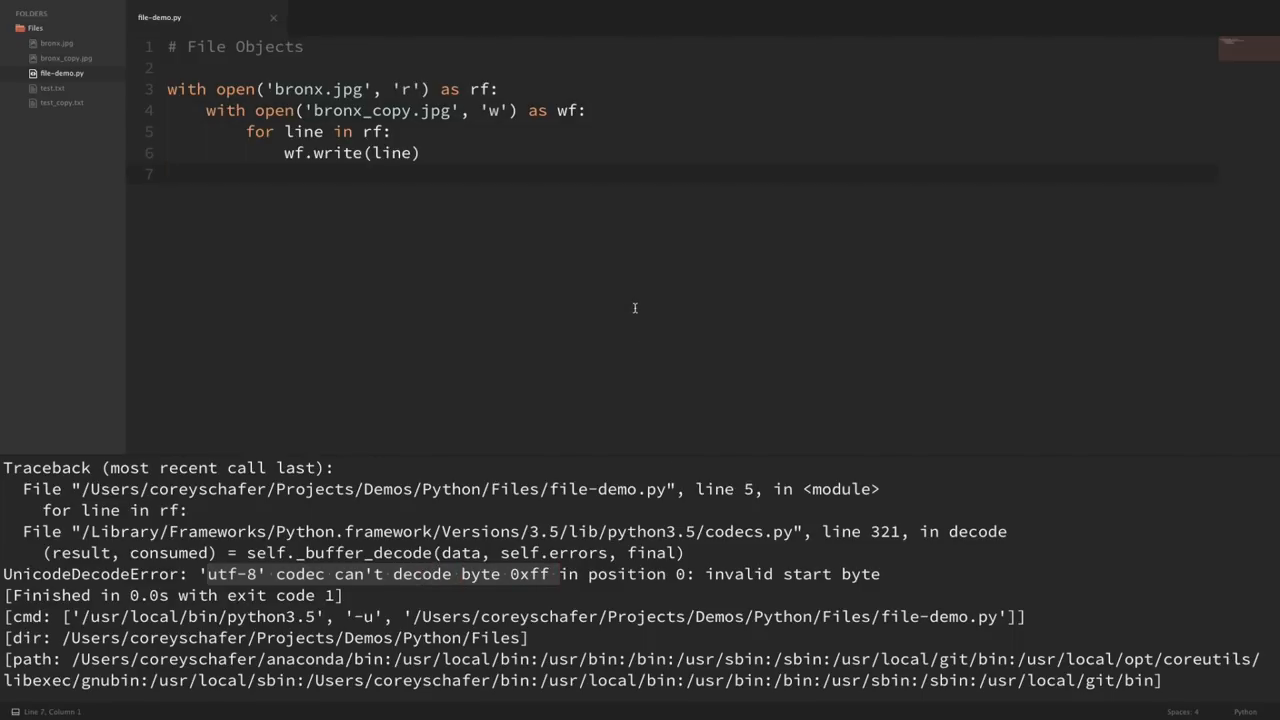 FOLDERS
Files
bronx.jpg
bronx_copy.jpg
file-demo.py
test.txt
test_copy.txt
file-demo.py
1 # File Objects
2
3 with open('bronx.jpg', 'r') as rf:
4     with open('bronx_copy.jpg', 'w') as wf:
5         for line in rf:
6             wf.write(line)
7
Traceback (most recent call last):
  File "/Users/coreyschafer/Projects/Demos/Python/Files/file-demo.py", line 5, in <module>
    for line in rf:
  File "/Library/Frameworks/Python.framework/Versions/3.5/lib/python3.5/codecs.py", line 321, in decode
    (result, consumed) = self._buffer_decode(data, self.errors, final)
UnicodeDecodeError: 'utf-8' codec can't decode byte 0xff in position 0: invalid start byte
[Finished in 0.0s with exit code 1]
[cmd: ['/usr/local/bin/python3.5', '-u', '/Users/coreyschafer/Projects/Demos/Python/Files/file-demo.py']]
[dir: /Users/coreyschafer/Projects/Demos/Python/Files]
[path: /Users/coreyschafer/anaconda/bin:/usr/local/bin:/usr/bin:/bin:/usr/sbin:/sbin:/usr/local/git/bin:/usr/local/opt/coreutils/
libexec/gnubin:/usr/local/sbin:/Users/coreyschafer/bin:/usr/local/bin:/usr/bin:/bin:/usr/sbin:/sbin:/usr/local/git/bin]
Line 7, Column 1
Spaces: 4
Python